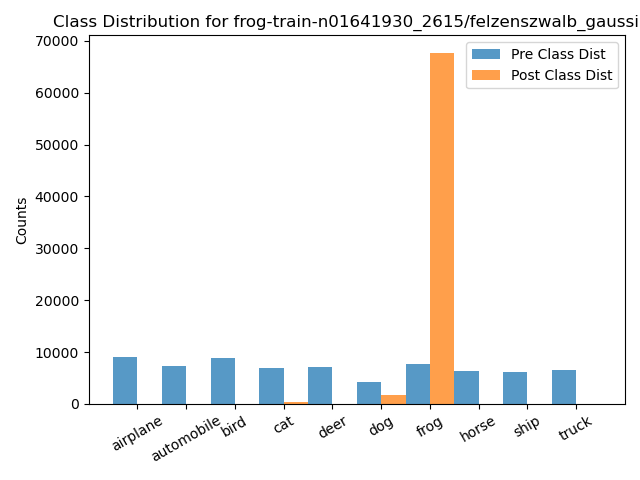 Class Distribution for frog-train-n01641930_2615/felzenszwalb_gaussi
Pre Class Dist
Post Class Dist
70000
60000
50000
40000
30000
20000
10000
0
Counts
airplane
automobile
bird
cat
deer
dog
frog
horse
ship
truck